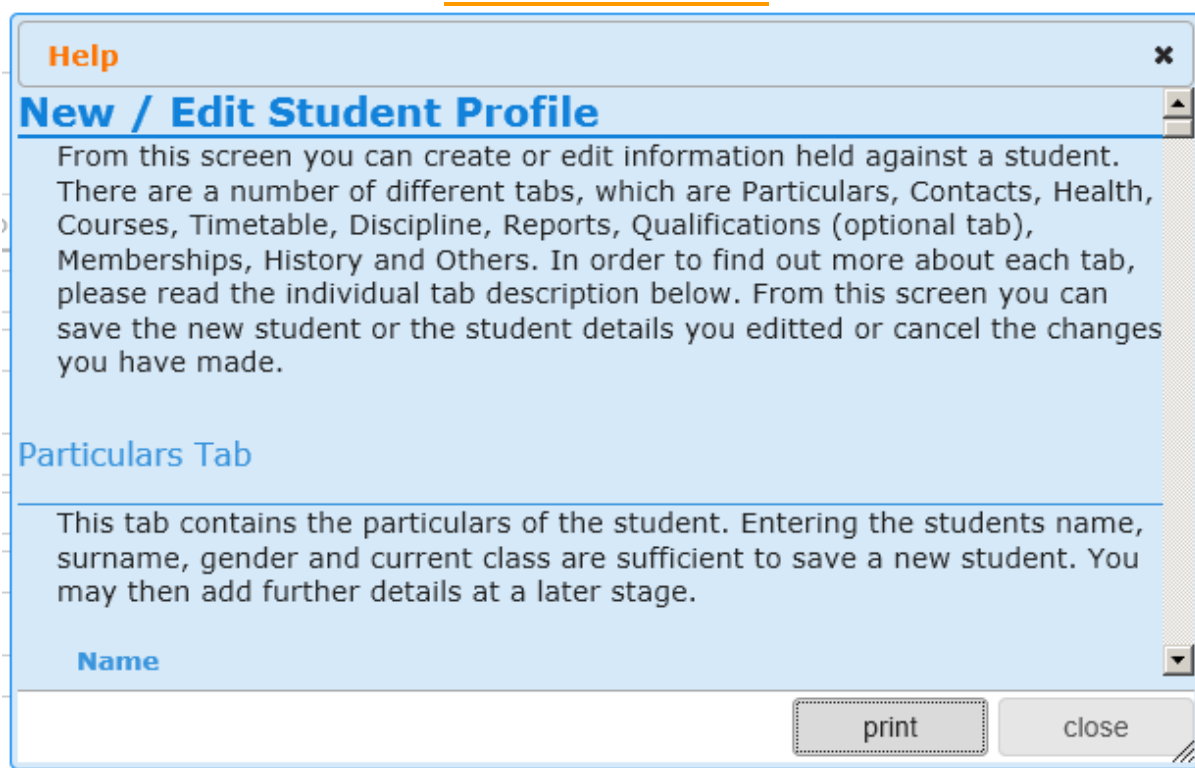 Help
New / Edit Student Profile
From this screen you can create or edit information held against a student.
There are a number of different tabs, which are Particulars, Contacts, Health,
Courses, Timetable, Discipline, Reports, Qualifications (optional tab),
Memberships, History and Others. In order to find out more about each tab,
please read the individual tab description below. From this screen you can
save the new student or the student details you editted or cancel the changes
you have made.
Particulars Tab
This tab contains the particulars of the student. Entering the students name,
surname, gender and current class are sufficient to save a new student. You
may then add further details at a later stage.
Name
print close